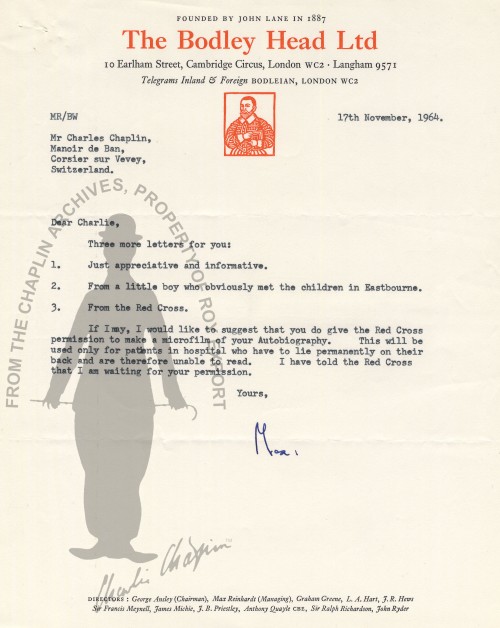 FOUNDED BY JOHN LANE IN 1887
The Bodley Head Ltd
10 Earlham Street, Cambridge Circus, London WC2 · Langham 9571
Telegrams Inland & Foreign BODLEIAN, LONDON WC2
MR/BW
17th November, 1964.
Mr Charles Chaplin,
Manoir de Ban,
Corsier sur Vevey,
Switzerland.
Dear Charlie,
Three more letters for you:
1. Just appreciative and informative.
2. From a little boy who obviously met the children in Eastbourne.
3. From the Red Cross.
If I may, I would like to suggest that you do give the Red Cross
permission to make a microfilm of your Autobiography. This will be
used only for patients in hospital who have to lie permanently on their
back and are therefore unable to read. I have told the Red Cross
that I am waiting for your permission.
Yours,
Max.
FROM THE CHAPLIN ARCHIVES, PROPERTY OF ROY EXPORT
Charlie Chaplin
DIRECTORS: George Ansley (Chairman), Max Reinhardt (Managing), Graham Greene, L. A. Hart, J. R. Hews
Sir Francis Meynell, James Michie, J. B. Priestley, Anthony Quayle CBE, Sir Ralph Richardson, John Ryder